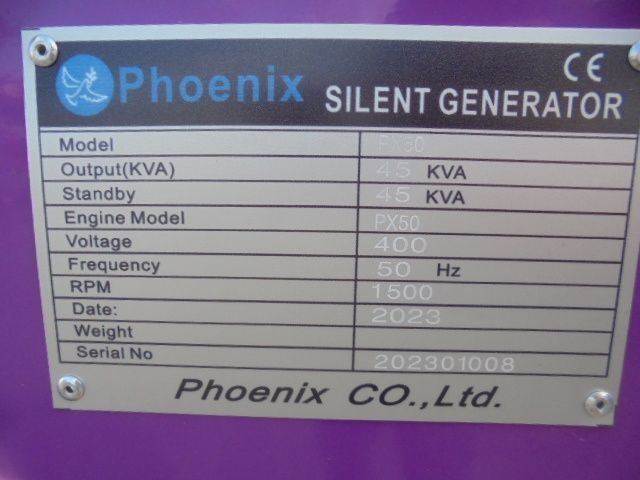 Phoenix CE
SILENT GENERATOR
Model PX50
Output(KVA) 45 KVA
Standby 45 KVA
Engine Model PX50
Voltage 400
Frequency 50 Hz
RPM 1500
Date: 2023
Weight
Serial No 202301008
Phoenix CO.,Ltd.